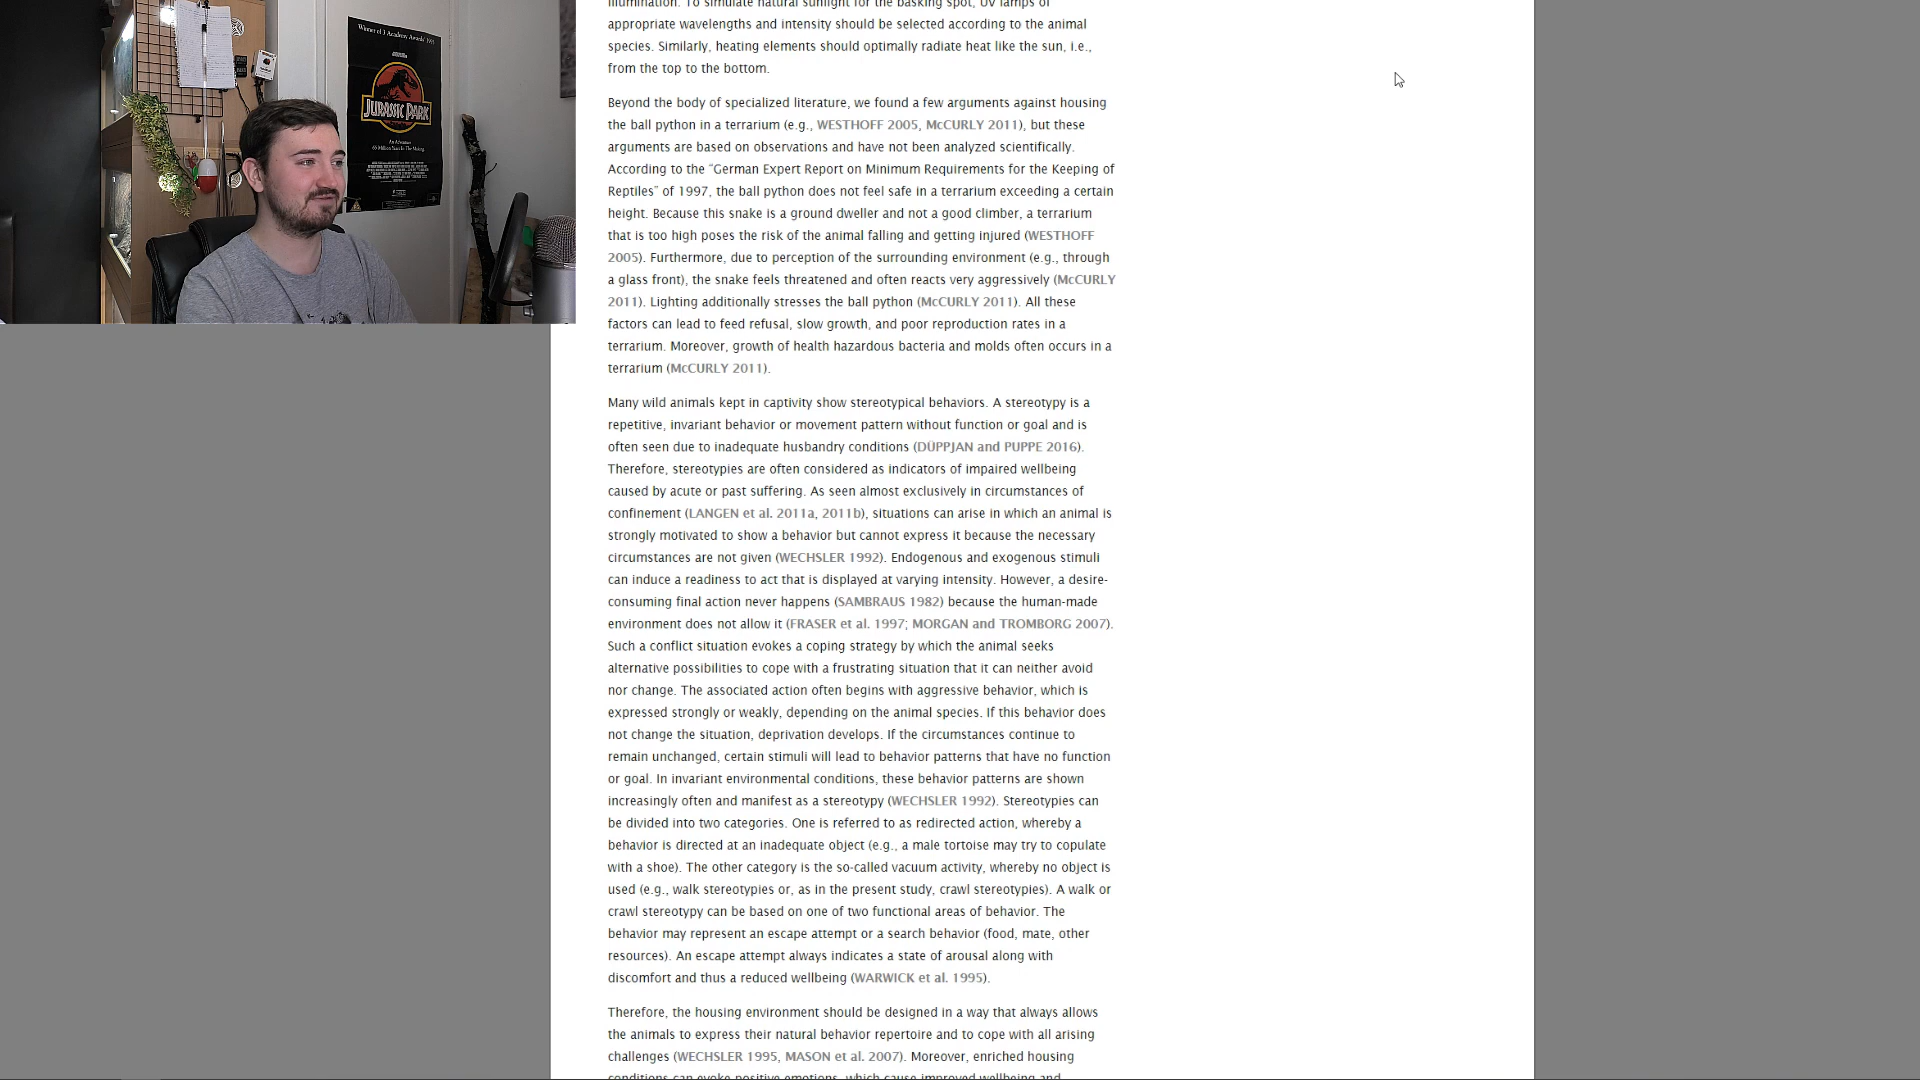 Winner of 3 Academy Awards 1993
JURASSIC PARK
An Adventure
65 Million Years In The Making.
illumination. To simulate natural sunlight for the basking spot, UV lamps of
appropriate wavelengths and intensity should be selected according to the animal
species. Similarly, heating elements should optimally radiate heat like the sun, i.e.,
from the top to the bottom.
Beyond the body of specialized literature, we found a few arguments against housing
the ball python in a terrarium (e.g., WESTHOFF 2005, McCURLY 2011), but these
arguments are based on observations and have not been analyzed scientifically.
According to the “German Expert Report on Minimum Requirements for the Keeping of
Reptiles” of 1997, the ball python does not feel safe in a terrarium exceeding a certain
height. Because this snake is a ground dweller and not a good climber, a terrarium
that is too high poses the risk of the animal falling and getting injured (WESTHOFF
2005). Furthermore, due to perception of the surrounding environment (e.g., through
a glass front), the snake feels threatened and often reacts very aggressively (McCURLY
2011). Lighting additionally stresses the ball python (McCURLY 2011). All these
factors can lead to feed refusal, slow growth, and poor reproduction rates in a
terrarium. Moreover, growth of health hazardous bacteria and molds often occurs in a
terrarium (McCURLY 2011).
Many wild animals kept in captivity show stereotypical behaviors. A stereotypy is a
repetitive, invariant behavior or movement pattern without function or goal and is
often seen due to inadequate husbandry conditions (DÜPPJAN and PUPPE 2016).
Therefore, stereotypies are often considered as indicators of impaired wellbeing
caused by acute or past suffering. As seen almost exclusively in circumstances of
confinement (LANGEN et al. 2011a, 2011b), situations can arise in which an animal is
strongly motivated to show a behavior but cannot express it because the necessary
circumstances are not given (WECHSLER 1992). Endogenous and exogenous stimuli
can induce a readiness to act that is displayed at varying intensity. However, a desire-
consuming final action never happens (SAMBRAUS 1982) because the human-made
environment does not allow it (FRASER et al. 1997; MORGAN and TROMBORG 2007).
Such a conflict situation evokes a coping strategy by which the animal seeks
alternative possibilities to cope with a frustrating situation that it can neither avoid
nor change. The associated action often begins with aggressive behavior, which is
expressed strongly or weakly, depending on the animal species. If this behavior does
not change the situation, deprivation develops. If the circumstances continue to
remain unchanged, certain stimuli will lead to behavior patterns that have no function
or goal. In invariant environmental conditions, these behavior patterns are shown
increasingly often and manifest as a stereotypy (WECHSLER 1992). Stereotypies can
be divided into two categories. One is referred to as redirected action, whereby a
behavior is directed at an inadequate object (e.g., a male tortoise may try to copulate
with a shoe). The other category is the so-called vacuum activity, whereby no object is
used (e.g., walk stereotypies or, as in the present study, crawl stereotypies). A walk or
crawl stereotypy can be based on one of two functional areas of behavior. The
behavior may represent an escape attempt or a search behavior (food, mate, other
resources). An escape attempt always indicates a state of arousal along with
discomfort and thus a reduced wellbeing (WARWICK et al. 1995).
Therefore, the housing environment should be designed in a way that always allows
the animals to express their natural behavior repertoire and to cope with all arising
challenges (WECHSLER 1995, MASON et al. 2007). Moreover, enriched housing
conditions can evoke positive emotions, which cause improved wellbeing and